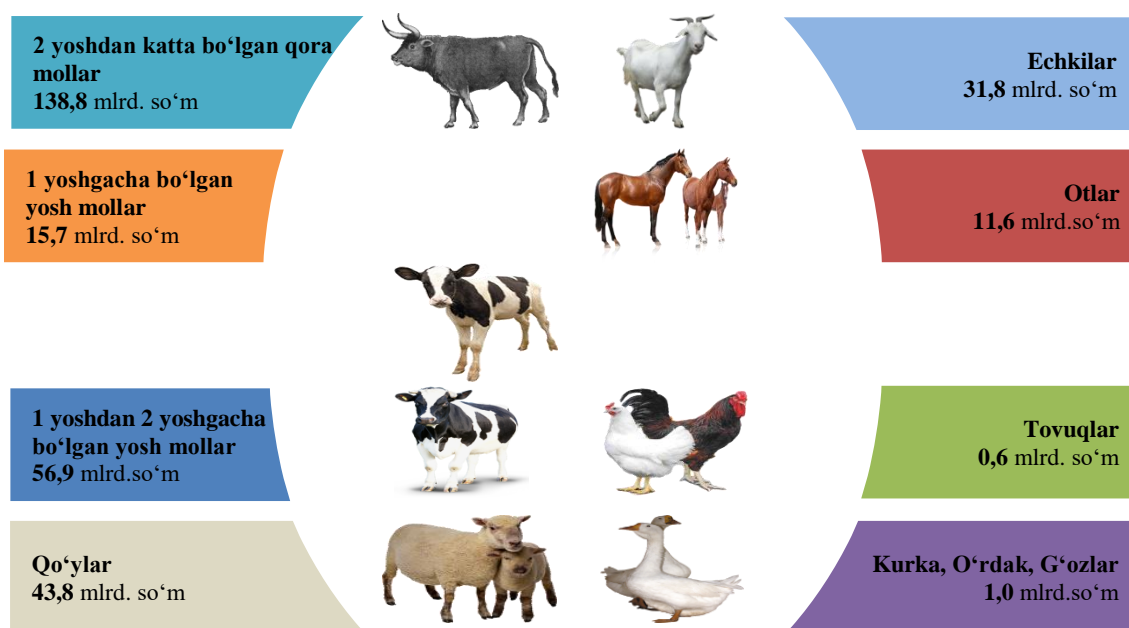 2 yoshdan katta bo‘lgan qora
mollar
138,8 mlrd. so‘m
1 yoshgacha bo‘lgan
yosh mollar
15,7 mlrd. so‘m
1 yoshdan 2 yoshgacha
bo‘lgan yosh mollar
56,9 mlrd.so‘m
Qo‘ylar
43,8 mlrd. so‘m
Echkilar
31,8 mlrd. so‘m
Otlar
11,6 mlrd.so‘m
Tovuqlar
0,6 mlrd. so‘m
Kurka, O‘rdak, G‘ozlar
1,0 mlrd.so‘m